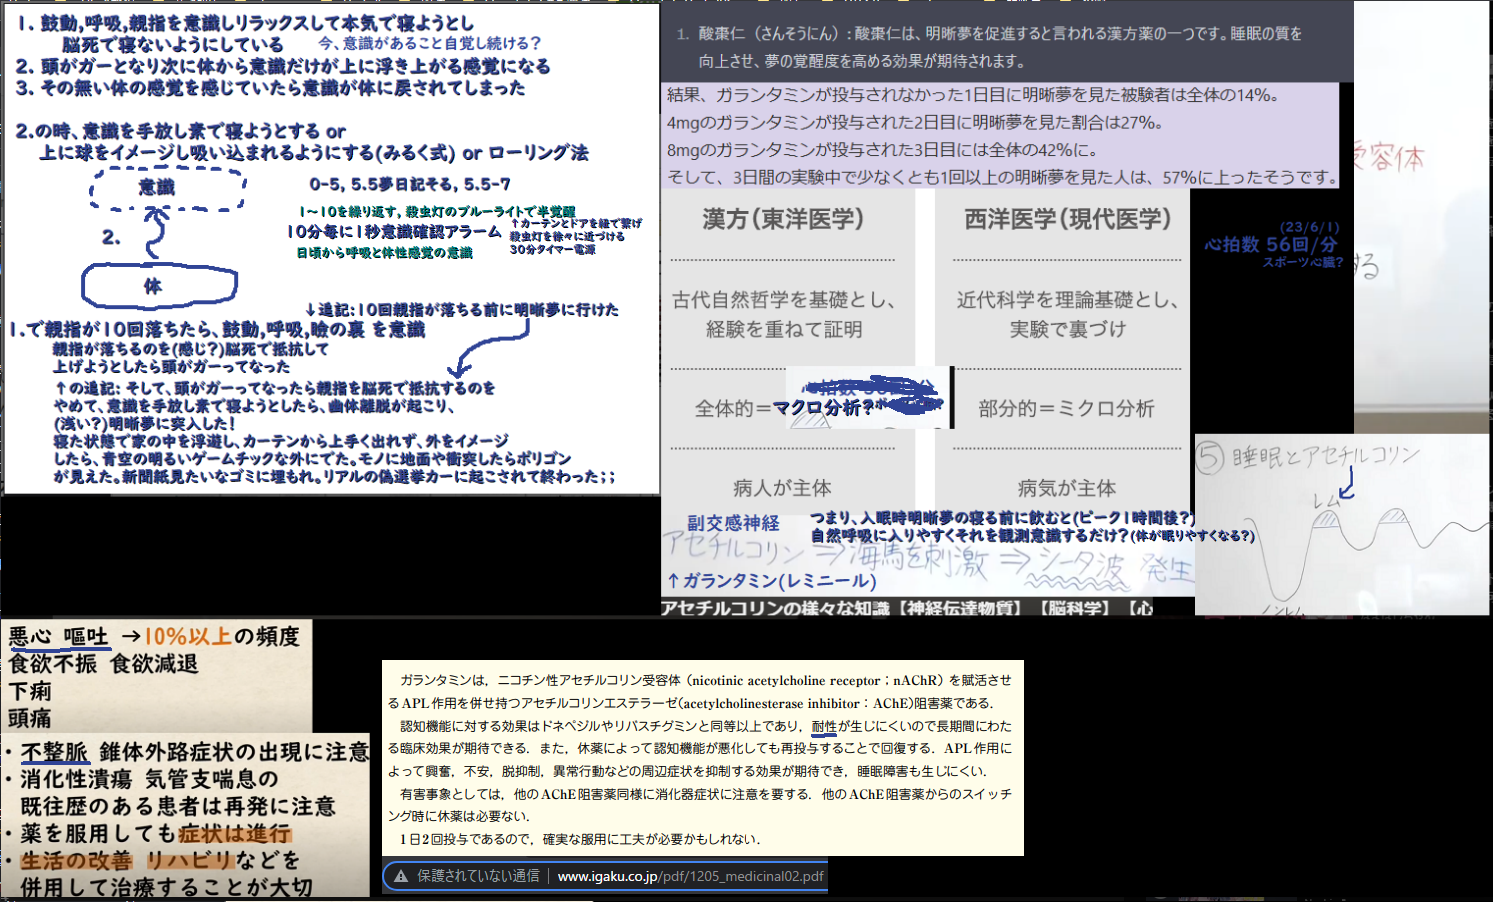 1. 鼓動,呼吸,親指を意識しリラックスして本気で寝ようとし
脳死で寝ないようにしている 今、意識があること自覚し続ける?
2. 頭がガーとなり次に体から意識だけが上に浮き上がる感覚になる
3. その無い体の感覚を感じていたら意識が体に戻されてしまった
2.の時、意識を手放し素で寝ようとする or
上に球をイメージし吸い込まれるようにする(みるく式) or ローリング法
意識
0-5, 5.5夢日記そる, 5.5-7
1～10を繰り返す, 殺虫灯のブルーライトで半覚醒
↑カーテンとドアを紐で繋げ
10分毎に1秒意識確認アラーム
殺虫灯を徐々に近づける
30分タイマー電源
日頃から呼吸と体性感覚の意識
2.
体
↓追記:10回親指が落ちる前に明晰夢に行けた
1.で親指が10回落ちたら、鼓動,呼吸,瞼の裏 を意識
親指が落ちるのを(感じ?)脳死で抵抗して
上げようとしたら頭がガーってなった
↑の追記: そして、頭がガーってなったら親指を脳死で抵抗するのを
やめて、意識を手放し素で寝ようとしたら、幽体離脱が起こり、
(浅い?)明晰夢に突入した!
寝た状態で家の中を浮遊し、カーテンから上手く出れず、外をイメージ
したら、青空の明るいゲームチックな外にでた。モノに地面や衝突したらポリゴン
が見えた。新聞紙見たいなゴミに埋もれ。リアルの偽選挙カーに起こされて終わった;;
1. 酸棗仁（さんそうにん）: 酸棗仁は、明晰夢を促進すると言われる漢方薬の一つです。睡眠の質を
向上させ、夢の覚醒度を高める効果が期待されます。
結果、ガランタミンが投与されなかった1日目に明晰夢を見た被験者は全体の14%。
4mgのガランタミンが投与された2日目に明晰夢を見た割合は27%。
8mgのガランタミンが投与された3日目には全体の42%に。
そして、3日間の実験中で少なくとも1回以上の明晰夢を見た人は、57%に上ったそうです。
受容体
漢方(東洋医学)
西洋医学(現代医学)
(23/6/1)
心拍数 56回/分
スポーツ心臓?
する
古代自然哲学を基礎とし、
経験を重ねて証明
近代科学を理論基礎とし、
実験で裏づけ
全体的=マクロ分析?
部分的=ミクロ分析
病人が主体
病気が主体
⑤ 睡眠とアセチルコリン
レム
ノンレム
副交感神経
つまり、入眠時明晰夢の寝る前に飲むと(ピーク1時間後?)
自然呼吸に入りやすくそれを観測意識するだけ?(体が眠りやすくなる?)
アセチルコリン ⇒ 海馬を刺激 ⇒ シータ波 発生
↑ガランタミン(レミニール)
アセチルコリンの様々な知識【神経伝達物質】【脳科学】【心
悪心 嘔吐 →10%以上の頻度
食欲不振 食欲減退
下痢
頭痛
・不整脈 錐体外路症状の出現に注意
・消化性潰瘍 気管支喘息の
既往歴のある患者は再発に注意
・薬を服用しても症状は進行
・生活の改善 リハビリなどを
併用して治療することが大切
ガランタミンは，ニコチン性アセチルコリン受容体（nicotinic acetylcholine receptor：nAChR）を賦活させ
るAPL作用を併せ持つアセチルコリンエステラーゼ(acetylcholinesterase inhibitor：AChE)阻害薬である．
認知機能に対する効果はドネペジルやリバスチグミンと同等以上であり，耐性が生じにくいので長期間にわた
る臨床効果が期待できる．また，休薬によって認知機能が悪化しても再投与することで回復する．APL作用に
よって興奮，不安，脱抑制，異常行動などの周辺症状を抑制する効果が期待でき，睡眠障害も生じにくい．
有害事象としては，他のAChE阻害薬同様に消化器症状に注意を要する．他のAChE阻害薬からのスイッチ
ング時に休薬は必要ない．
1日2回投与であるので，確実な服用に工夫が必要かもしれない．
保護されていない通信 | www.igaku.co.jp/pdf/1205_medicinal02.pdf